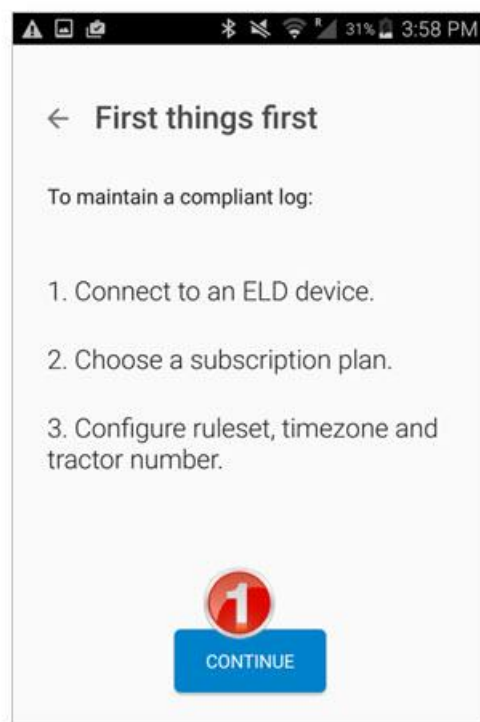 R 31% 3:58 PM
← First things first
To maintain a compliant log:
1. Connect to an ELD device.
2. Choose a subscription plan.
3. Configure ruleset, timezone and
tractor number.
1
CONTINUE